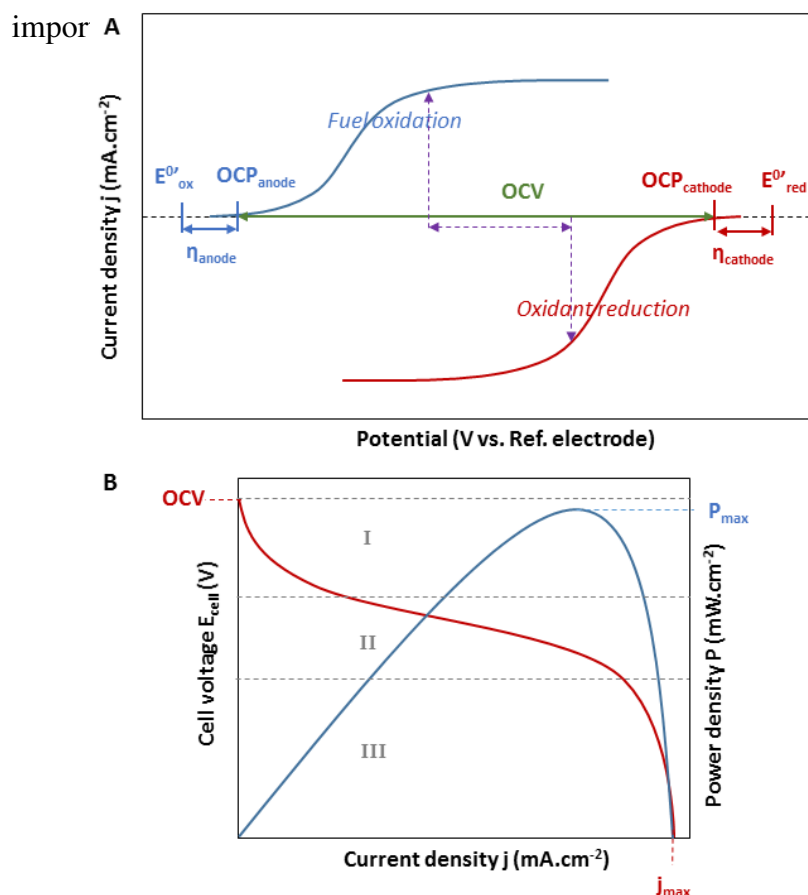 impor
A
Fuel oxidation
E⁰'ox
OCPanode
OCV
OCPcathode
E⁰'red
ηanode
ηcathode
Oxidant reduction
Current density j (mA.cm⁻²)
Potential (V vs. Ref. electrode)
B
OCV
Pmax
I
II
III
Cell voltage Ecell (V)
Power density P (mW.cm⁻²)
Current density j (mA.cm⁻²)
jmax